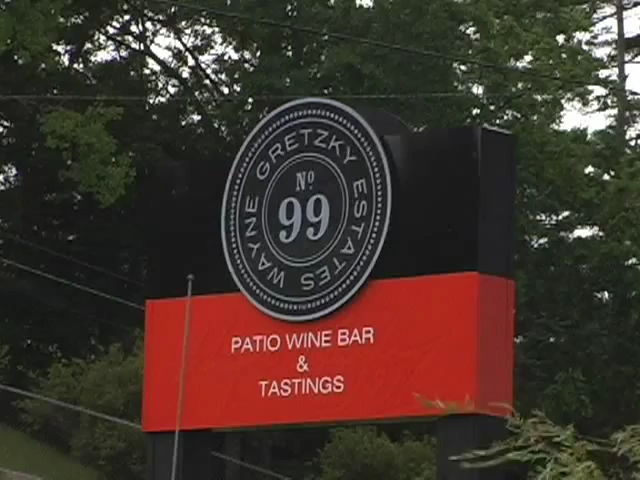 WAYNE GRETZKY ESTATES
Nº
99
PATIO WINE BAR
&
TASTINGS